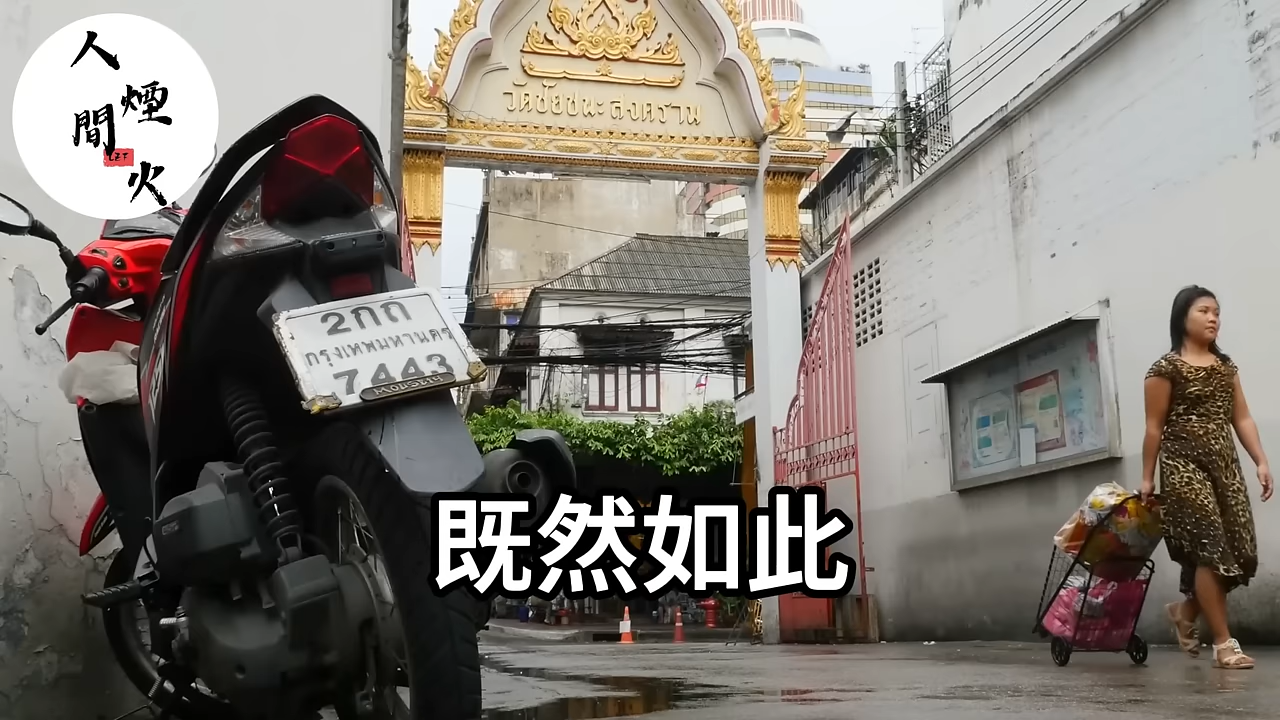 人間煙火
LZT
วัดชัยชนะสงคราม
2กก
กรุงเทพมหานคร
7443
既然如此